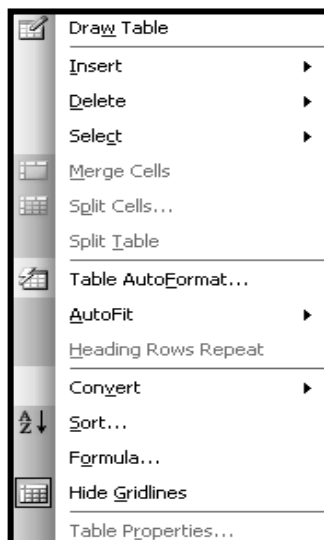 Draw Table
Insert
Delete
Select
Merge Cells
Split Cells...
Split Table
Table AutoFormat...
AutoFit
Heading Rows Repeat
Convert
Sort...
Formula...
Hide Gridlines
Table Properties...